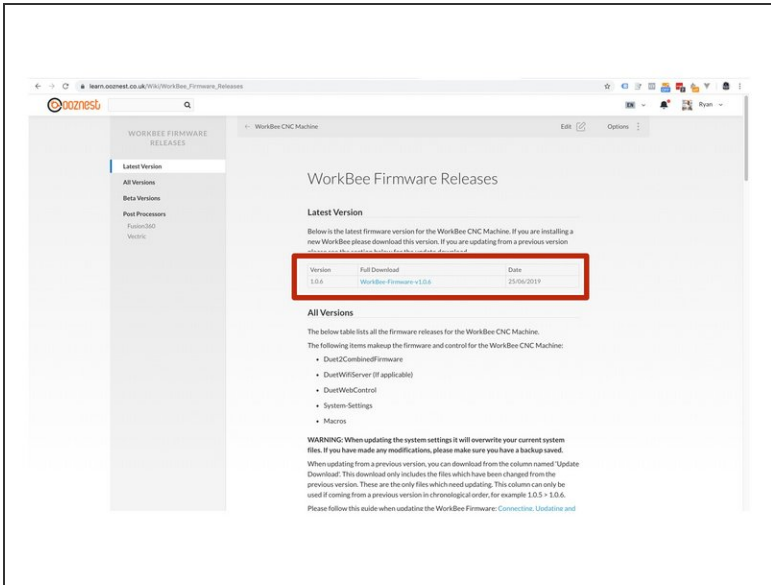 learn.ooznest.co.uk/Wiki/WorkBee_Firmware_Releases
ooznest
EN
Ryan
WORKBEE FIRMWARE
RELEASES
Latest Version
All Versions
Beta Versions
Post Processors
Fusion360
Vectric
← WorkBee CNC Machine
Edit
Options
WorkBee Firmware Releases
Latest Version
Below is the latest firmware version for the WorkBee CNC Machine. If you are installing a
new WorkBee please download this version. If you are updating from a previous version
please see the section below for the update download.
Version Full Download Date
1.0.6 WorkBee-Firmware-v1.0.6 25/06/2019
All Versions
The below table lists all the firmware releases for the WorkBee CNC Machine.
The following items makeup the firmware and control for the WorkBee CNC Machine:
• Duet2CombinedFirmware
• DuetWifiServer (If applicable)
• DuetWebControl
• System-Settings
• Macros
WARNING: When updating the system settings it will overwrite your current system
files. If you have made any modifications, please make sure you have a backup saved.
When updating from a previous version, you can download from the column named 'Update
Download'. This download only includes the files which have been changed from the
previous version. These are the only files which need updating. This column can only be
used if coming from a previous version in chronological order, for example 1.0.5 > 1.0.6.
Please follow this guide when updating the WorkBee Firmware: Connecting, Updating and